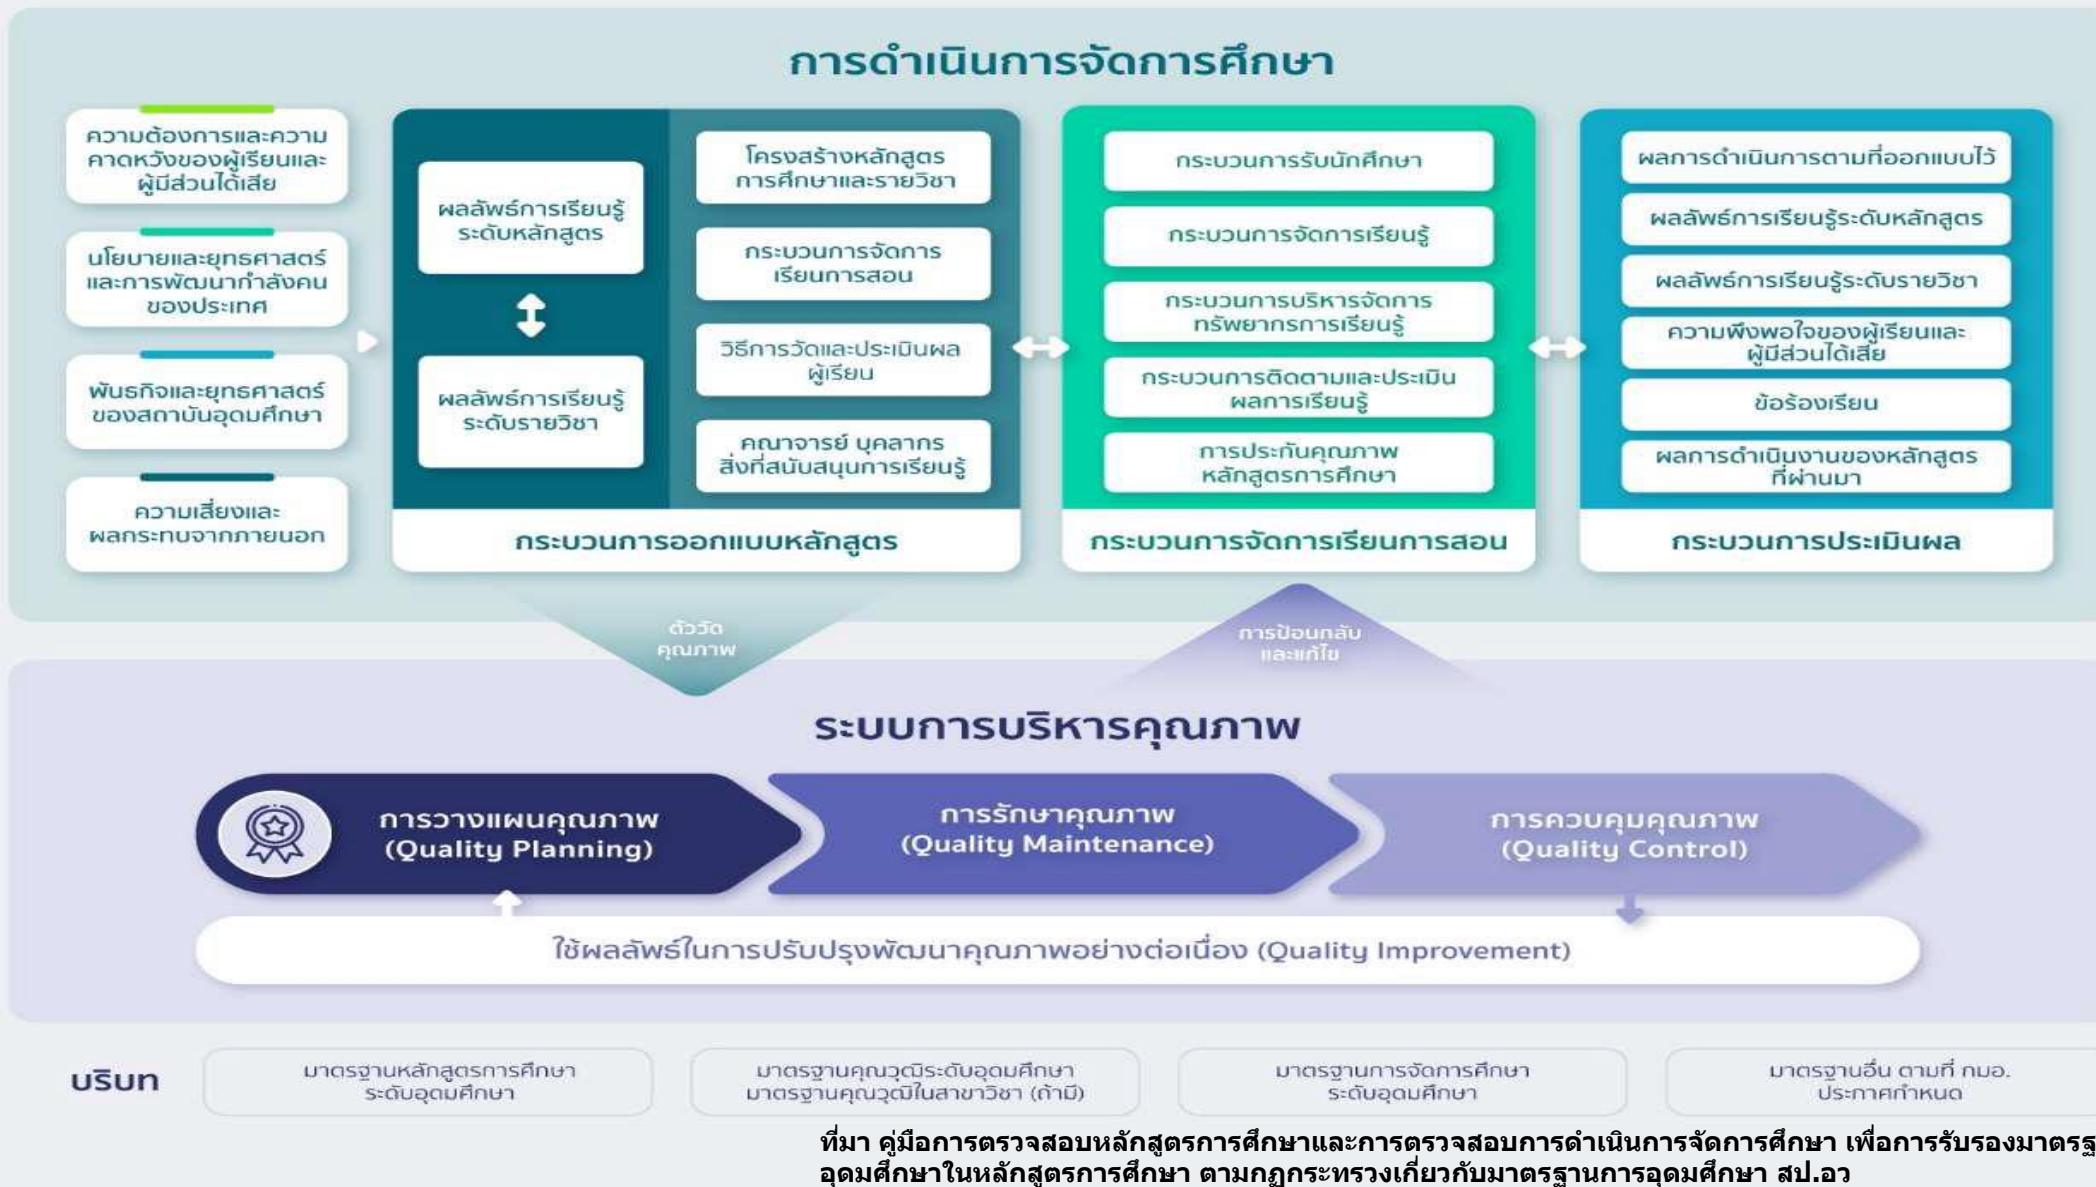 การดำเนินการจัดการศึกษา
ความต้องการและความ
คาดหวังของผู้เรียนและ
ผู้มีส่วนได้เสีย
นโยบายและยุทธศาสตร์
และการพัฒนากำลังคน
ของประเทศ
พันธกิจและยุทธศาสตร์
ของสถาบันอุดมศึกษา
ความเสี่ยงและ
ผลกระทบจากภายนอก
ผลลัพธ์การเรียนรู้
ระดับหลักสูตร
ผลลัพธ์การเรียนรู้
ระดับรายวิชา
โครงสร้างหลักสูตร
การศึกษาและรายวิชา
กระบวนการจัดการ
เรียนการสอน
วิธีการวัดและประเมินผล
ผู้เรียน
คณาจารย์ บุคลากร
สิ่งที่สนับสนุนการเรียนรู้
กระบวนการออกแบบหลักสูตร
กระบวนการรับนักศึกษา
กระบวนการจัดการเรียนรู้
กระบวนการบริหารจัดการ
ทรัพยากรการเรียนรู้
กระบวนการติดตามและประเมิน
ผลการเรียนรู้
การประกันคุณภาพ
หลักสูตรการศึกษา
กระบวนการจัดการเรียนการสอน
ผลการดำเนินการตามที่ออกแบบไว้
ผลลัพธ์การเรียนรู้ระดับหลักสูตร
ผลลัพธ์การเรียนรู้ระดับรายวิชา
ความพึงพอใจของผู้เรียนและ
ผู้มีส่วนได้เสีย
ข้อร้องเรียน
ผลการดำเนินงานของหลักสูตร
ที่ผ่านมา
กระบวนการประเมินผล
ตัววัด
คุณภาพ
การป้อนกลับ
และแก้ไข
ระบบการบริหารคุณภาพ
การวางแผนคุณภาพ
(Quality Planning)
การรักษาคุณภาพ
(Quality Maintenance)
การควบคุมคุณภาพ
(Quality Control)
ใช้ผลลัพธ์ในการปรับปรุงพัฒนาคุณภาพอย่างต่อเนื่อง (Quality Improvement)
บริบท
มาตรฐานหลักสูตรการศึกษา
ระดับอุดมศึกษา
มาตรฐานคุณวุฒิระดับอุดมศึกษา
มาตรฐานคุณวุฒิในสาขาวิชา (ถ้ามี)
มาตรฐานการจัดการศึกษา
ระดับอุดมศึกษา
มาตรฐานอื่น ตามที่ กมอ.
ประกาศกำหนด
ที่มา คู่มือการตรวจสอบหลักสูตรการศึกษาและการตรวจสอบการดำเนินการจัดการศึกษา เพื่อการรับรองมาตรฐ
อุดมศึกษาในหลักสูตรการศึกษา ตามกฎกระทรวงเกี่ยวกับมาตรฐานการอุดมศึกษา สป.อว